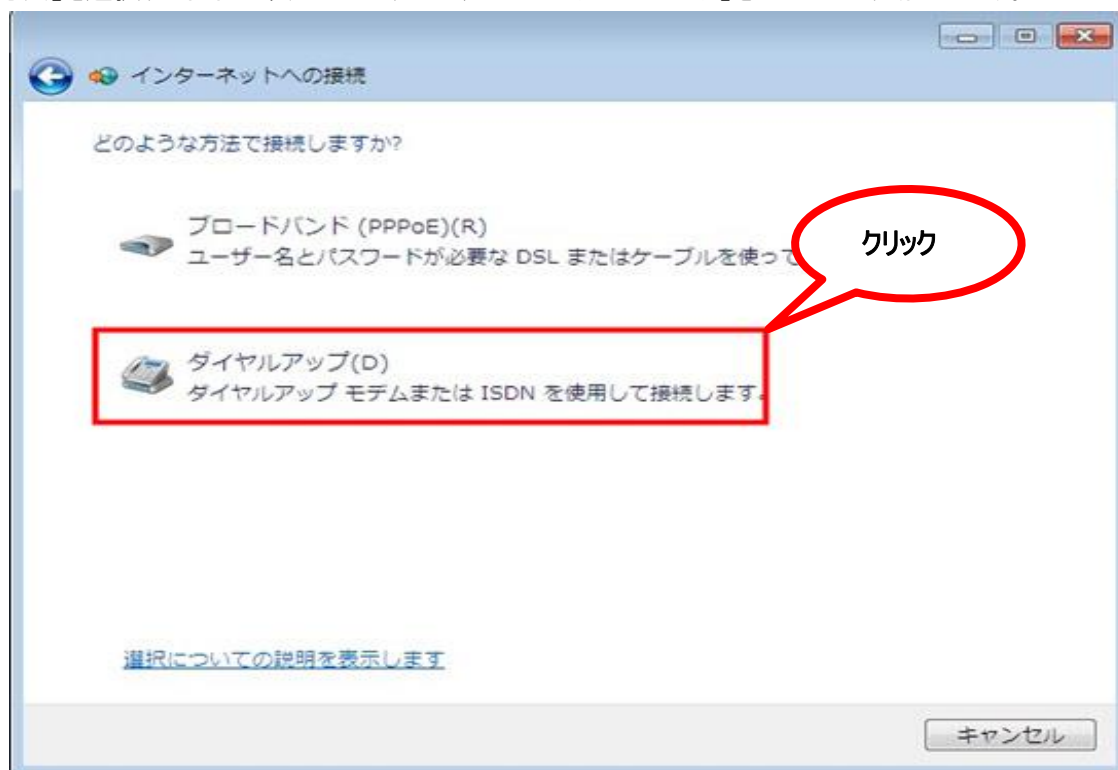 インターネットへの接続
どのような方法で接続しますか?
ブロードバンド (PPPoE)(R)
ユーザー名とパスワードが必要な DSL またはケーブルを使って
クリック
ダイヤルアップ(D)
ダイヤルアップ モデムまたは ISDN を使用して接続します。
選択についての説明を表示します
キャンセル